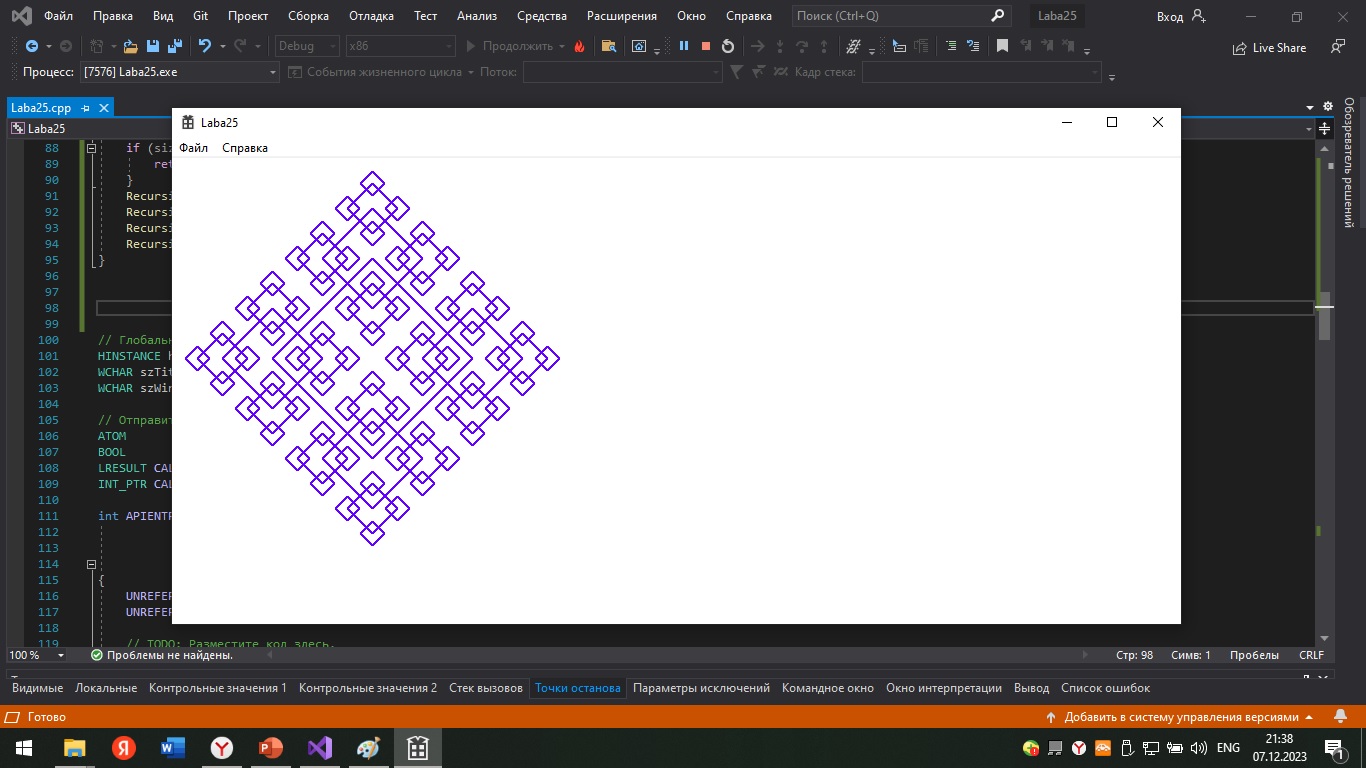 Файл Правка Вид Git Проект Сборка Отладка Тест Анализ Средства Расширения Окно Справка Поиск (Ctrl+Q) Laba25 Вход
Debug x86 Продолжить Live Share
Процесс: [7576] Laba25.exe События жизненного цикла Поток: Кадр стека:
Laba25.cpp
Laba25
Обозреватель решений
Laba25
Файл Справка
88 if (siz
89 ret
90 }
91 Recursi
92 Recursi
93 Recursi
94 Recursi
95 }
96
97
98
99
100 // Глобальн
101 HINSTANCE h
102 WCHAR szTit
103 WCHAR szWin
104
105 // Отправит
106 ATOM
107 BOOL
108 LRESULT CAL
109 INT_PTR CAL
110
111 int APIENTR
112
113
114
115 {
116 UNREFER
117 UNREFER
118
119 // TODO: Разместите код здесь.
100 % Проблемы не найдены. Стр: 98 Симв: 1 Пробелы CRLF
Видимые Локальные Контрольные значения 1 Контрольные значения 2 Стек вызовов Точки останова Параметры исключений Командное окно Окно интерпретации Вывод Список ошибок
Готово Добавить в систему управления версиями
ENG 21:38
07.12.2023 1